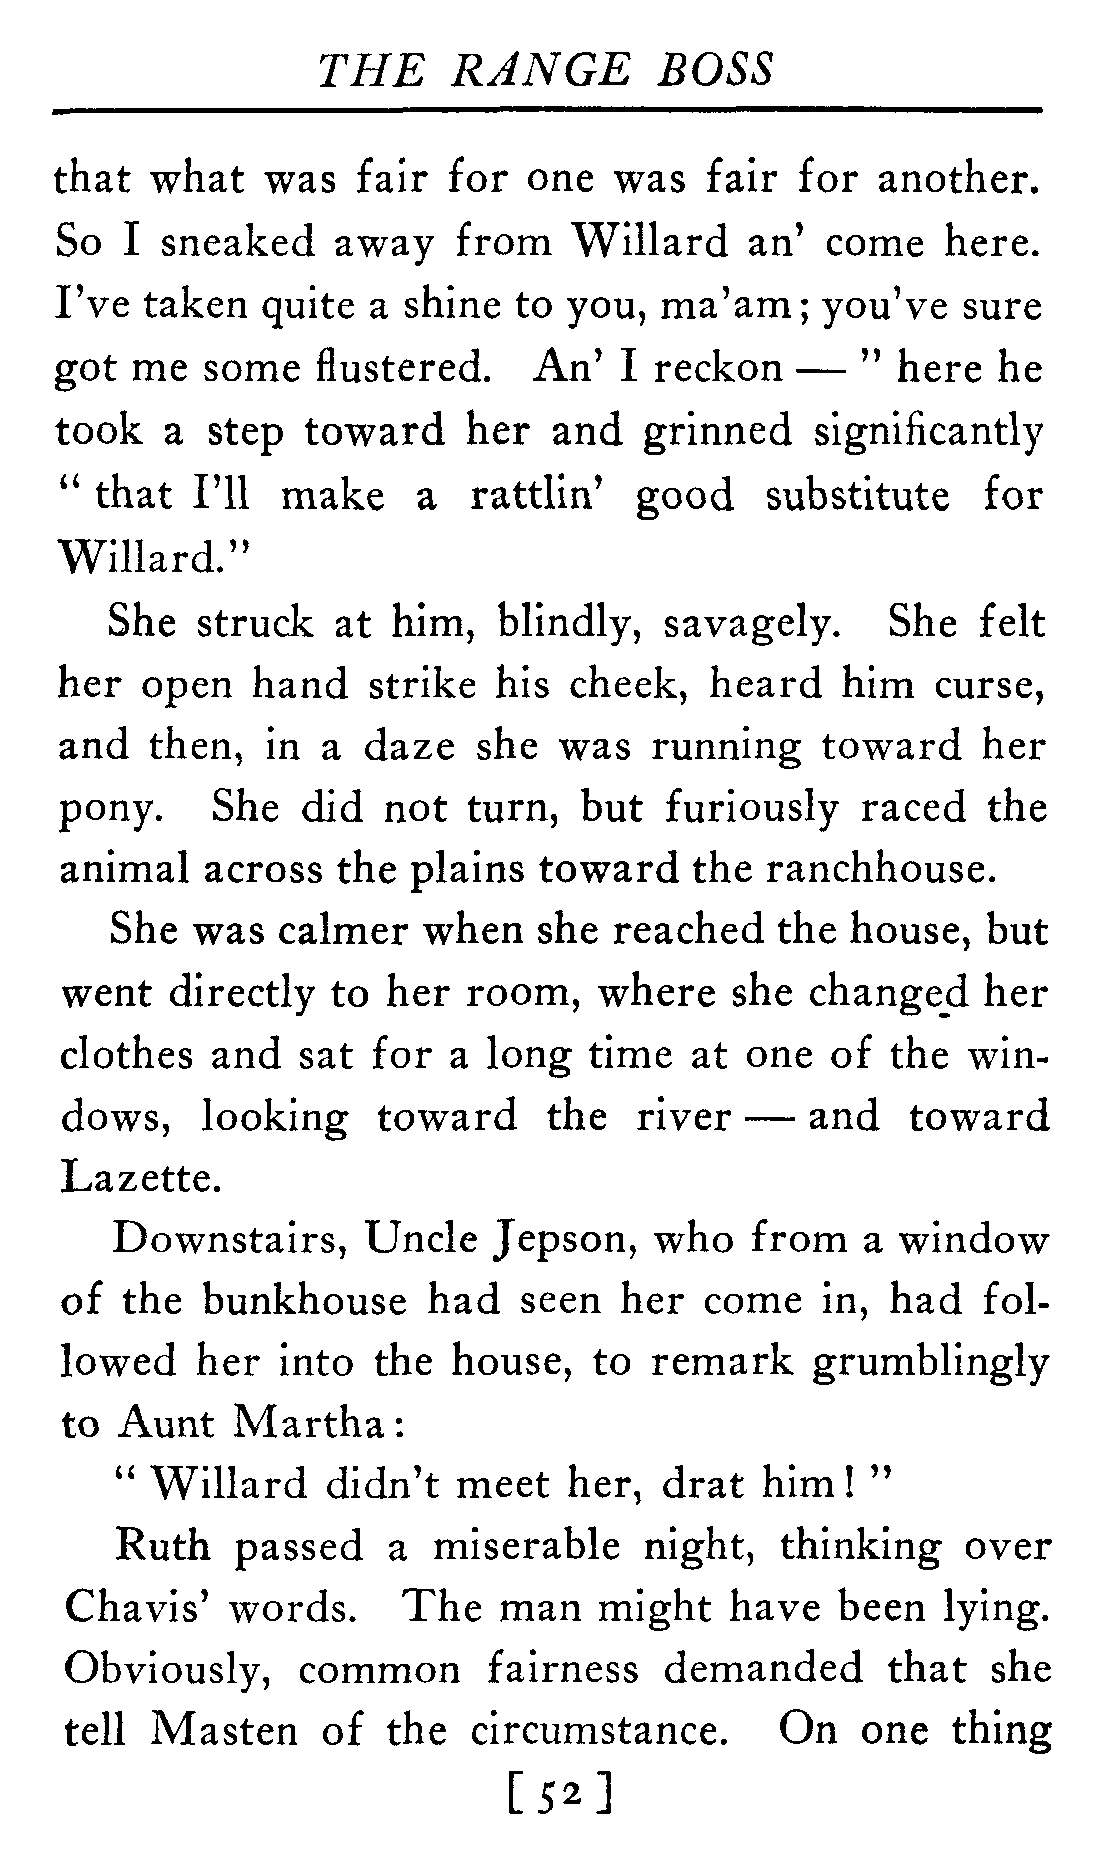 THE RANGE BOSS
that what was fair for one was fair for another.
So I sneaked away from Willard an' come here.
I've taken quite a shine to you, ma'am; you've sure
got me some flustered. An' I reckon — " here he
took a step toward her and grinned significantly
" that I'll make a rattlin' good substitute for
Willard."
She struck at him, blindly, savagely. She felt
her open hand strike his cheek, heard him curse,
and then, in a daze she was running toward her
pony. She did not turn, but furiously raced the
animal across the plains toward the ranchhouse.
She was calmer when she reached the house, but
went directly to her room, where she changed her
clothes and sat for a long time at one of the win-
dows, looking toward the river — and toward
Lazette.
Downstairs, Uncle Jepson, who from a window
of the bunkhouse had seen her come in, had fol-
lowed her into the house, to remark grumblingly
to Aunt Martha:
" Willard didn't meet her, drat him! "
Ruth passed a miserable night, thinking over
Chavis' words. The man might have been lying.
Obviously, common fairness demanded that she
tell Masten of the circumstance. On one thing
[ 52 ]